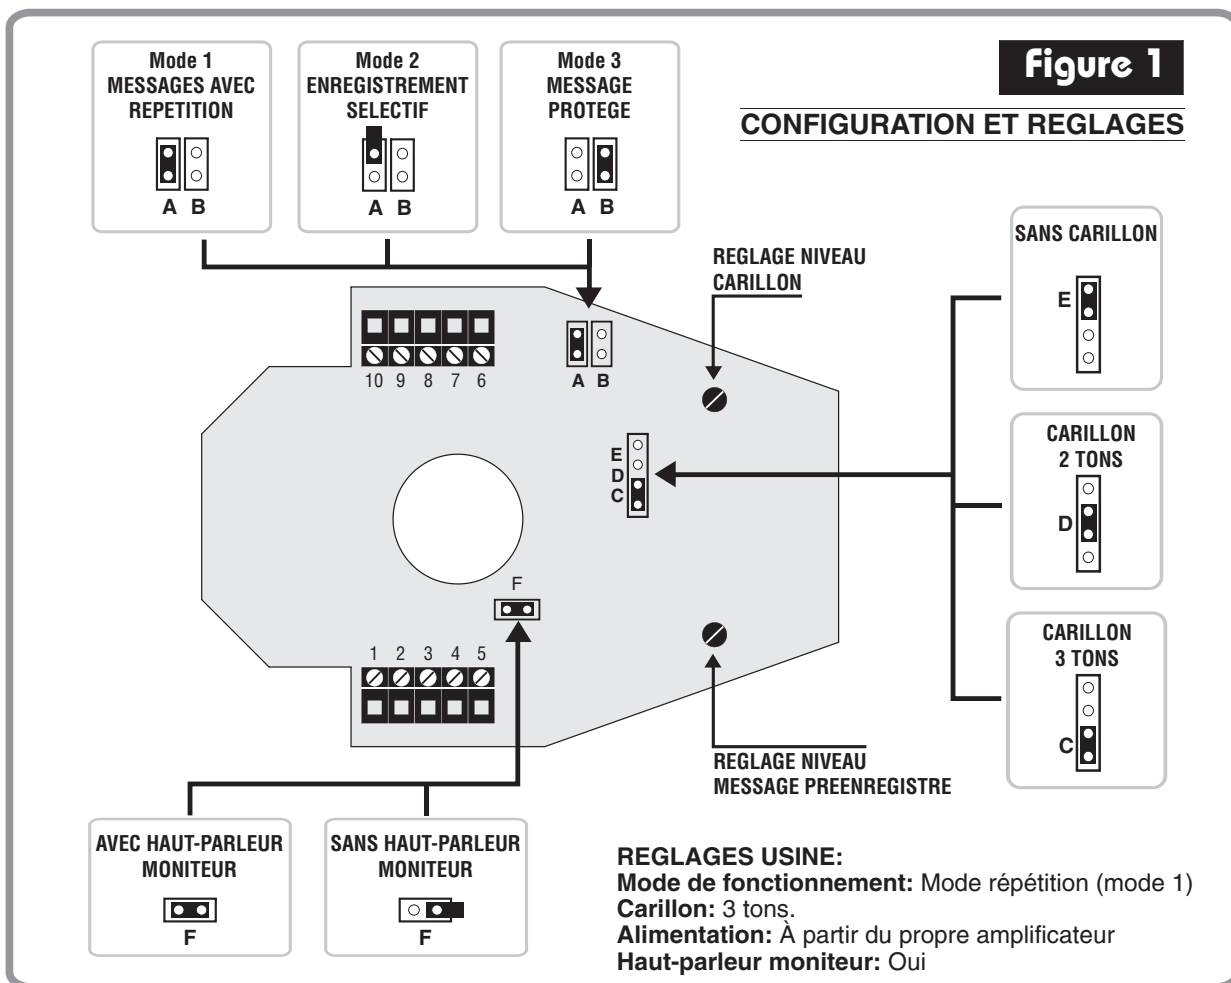 Figure 1
CONFIGURATION ET REGLAGES
Mode 1
MESSAGES AVEC
REPETITION
A B
Mode 2
ENREGISTREMENT
SELECTIF
A B
Mode 3
MESSAGE
PROTEGE
A B
REGLAGE NIVEAU
CARILLON
SANS CARILLON
E
10 9 8 7 6
A B
CARILLON
2 TONS
D
E
D
C
F
1 2 3 4 5
CARILLON
3 TONS
C
REGLAGE NIVEAU
MESSAGE PREENREGISTRE
AVEC HAUT-PARLEUR
MONITEUR
F
SANS HAUT-PARLEUR
MONITEUR
F
REGLAGES USINE:
Mode de fonctionnement: Mode répétition (mode 1)
Carillon: 3 tons.
Alimentation: À partir du propre amplificateur
Haut-parleur moniteur: Oui